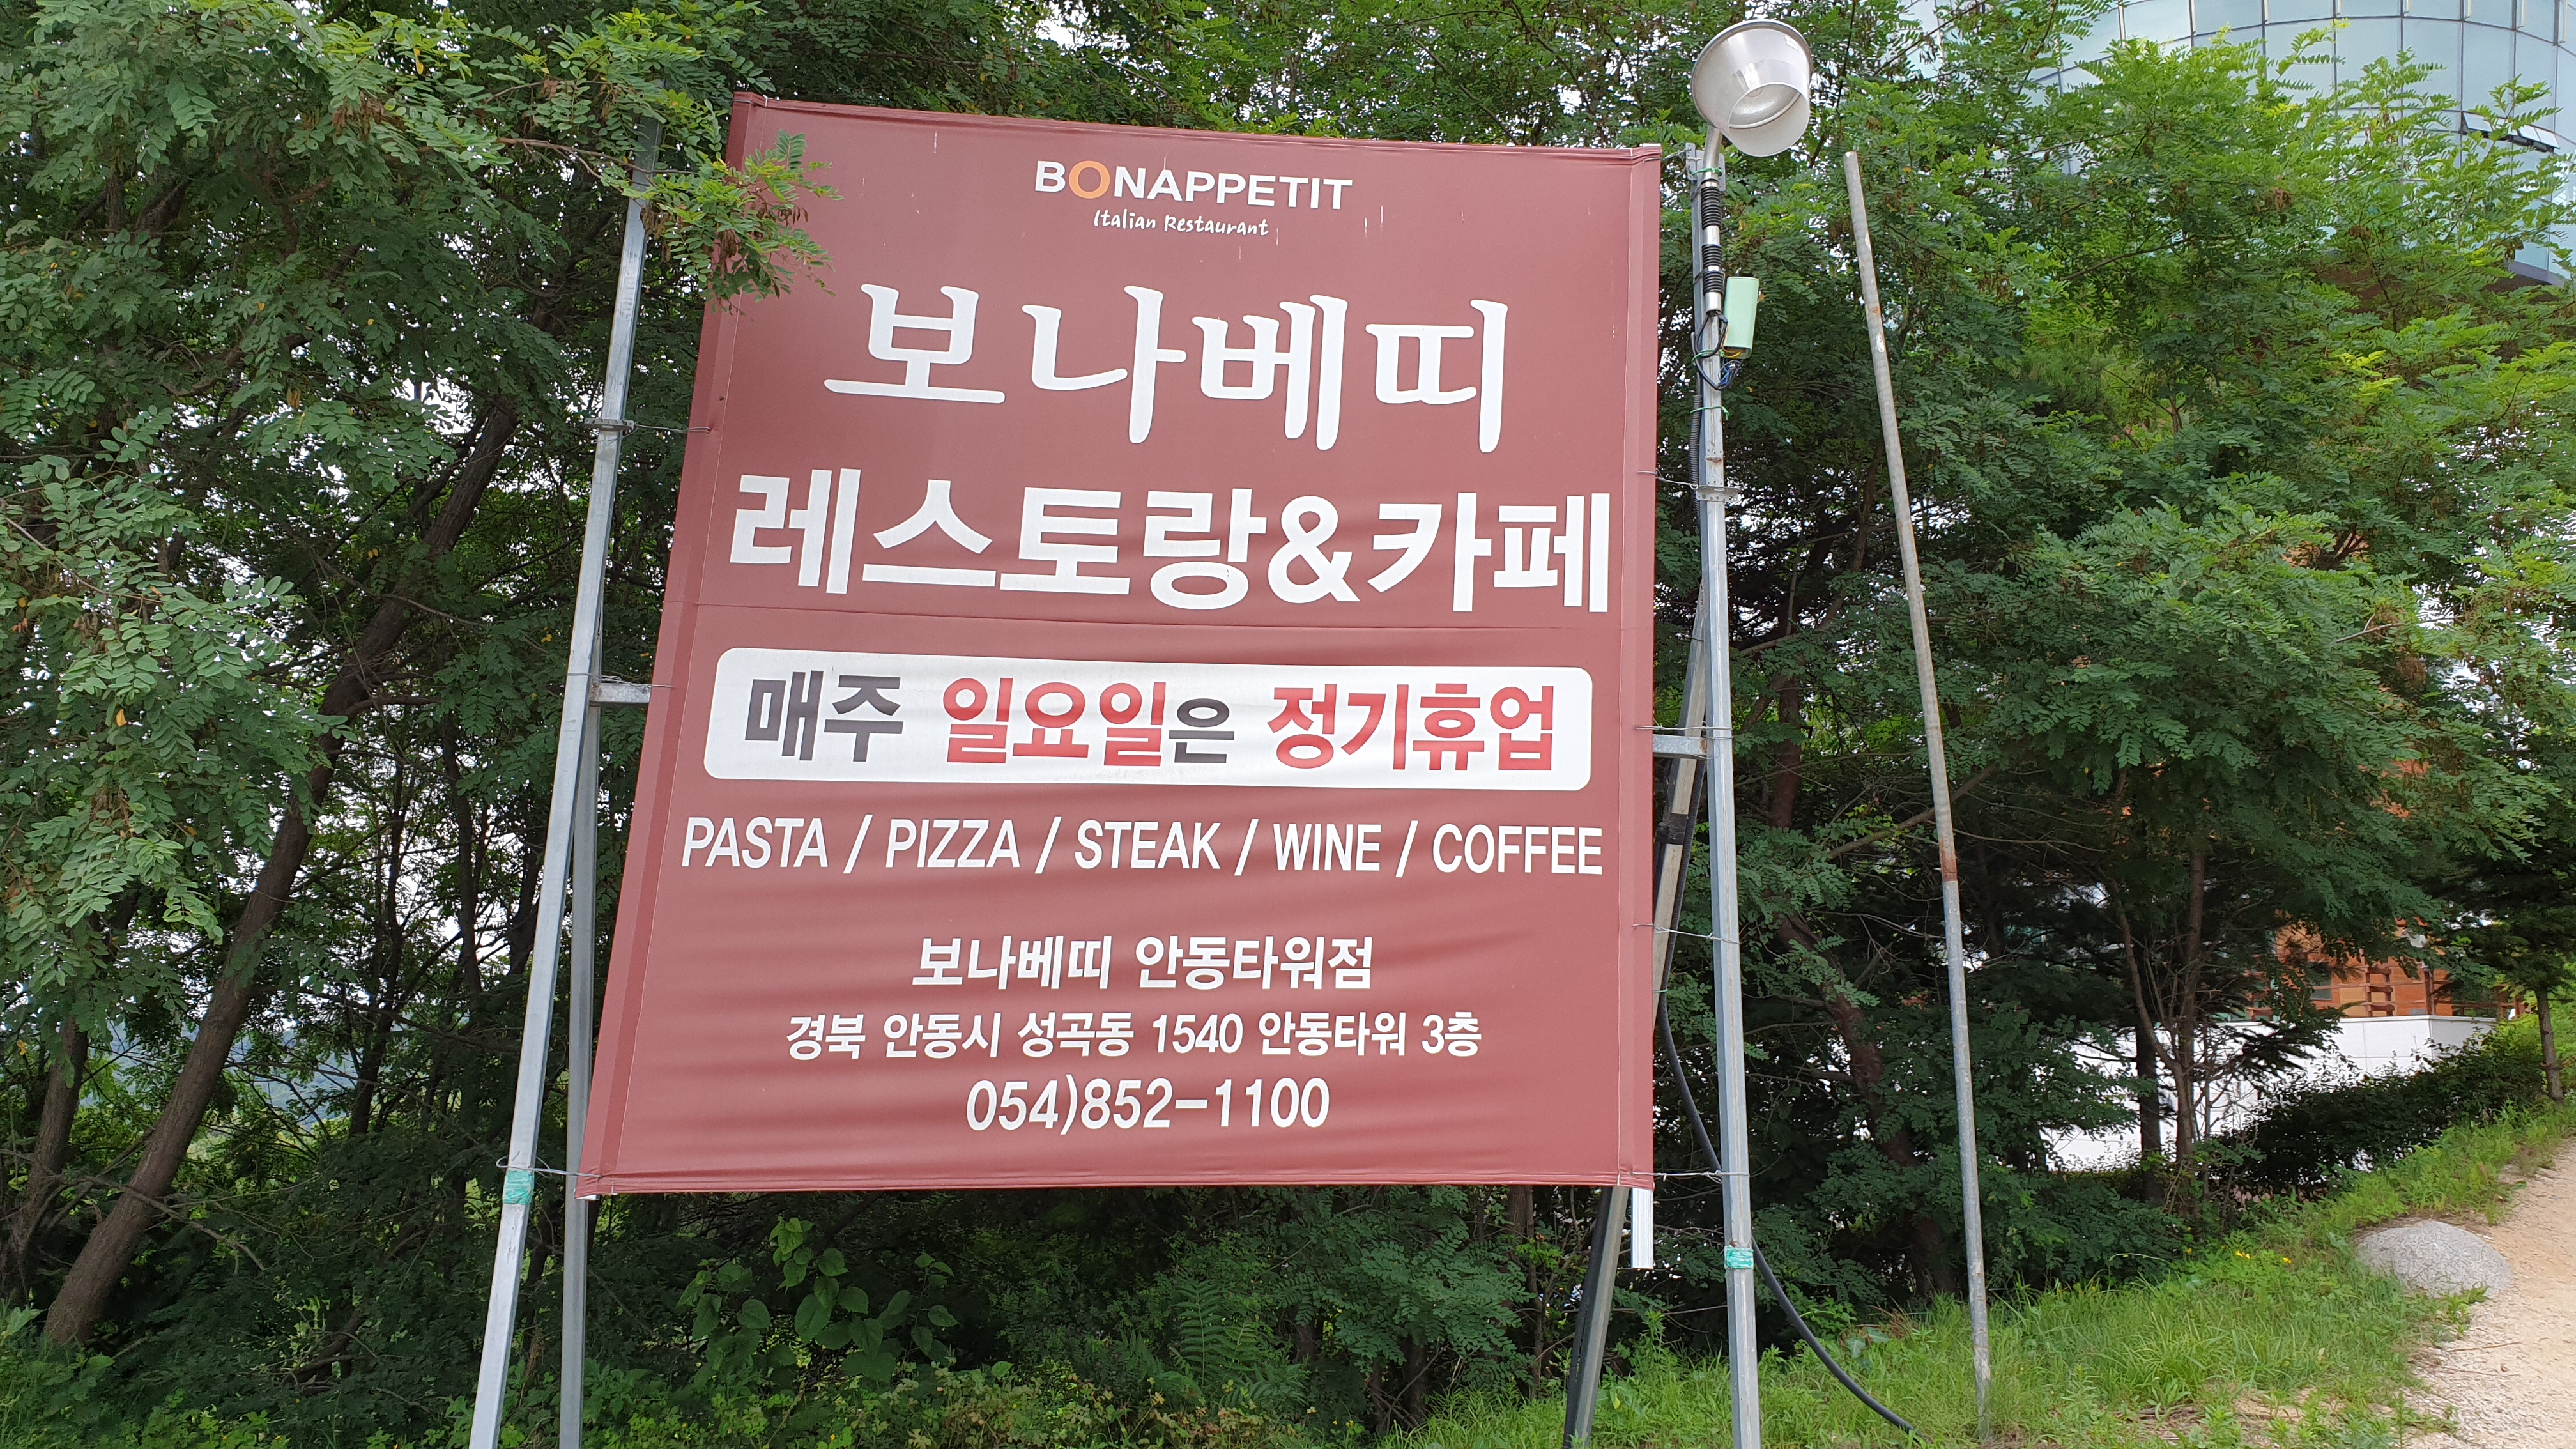 BONAPPETIT
Italian Restaurant
보나베띠
레스토랑&카페
매주 일요일은 정기휴업
PASTA / PIZZA / STEAK / WINE / COFFEE
보나베띠 안동타워점
경북 안동시 성곡동 1540 안동타워 3층
054)852-1100